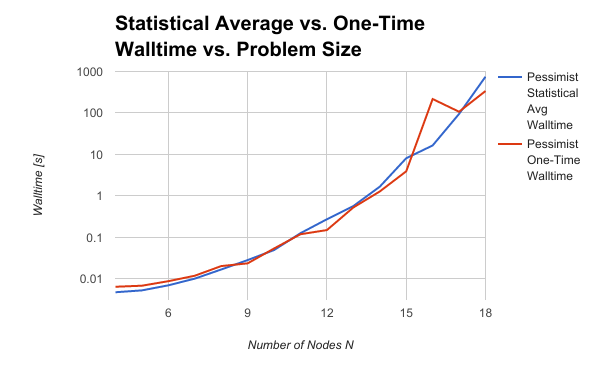 Statistical Average vs. One-Time
Walltime vs. Problem Size
1000
100
10
1
0.1
0.01
Walltime [s]
6
9
12
15
18
Number of Nodes N
Pessimist
Statistical
Avg
Walltime
Pessimist
One-Time
Walltime